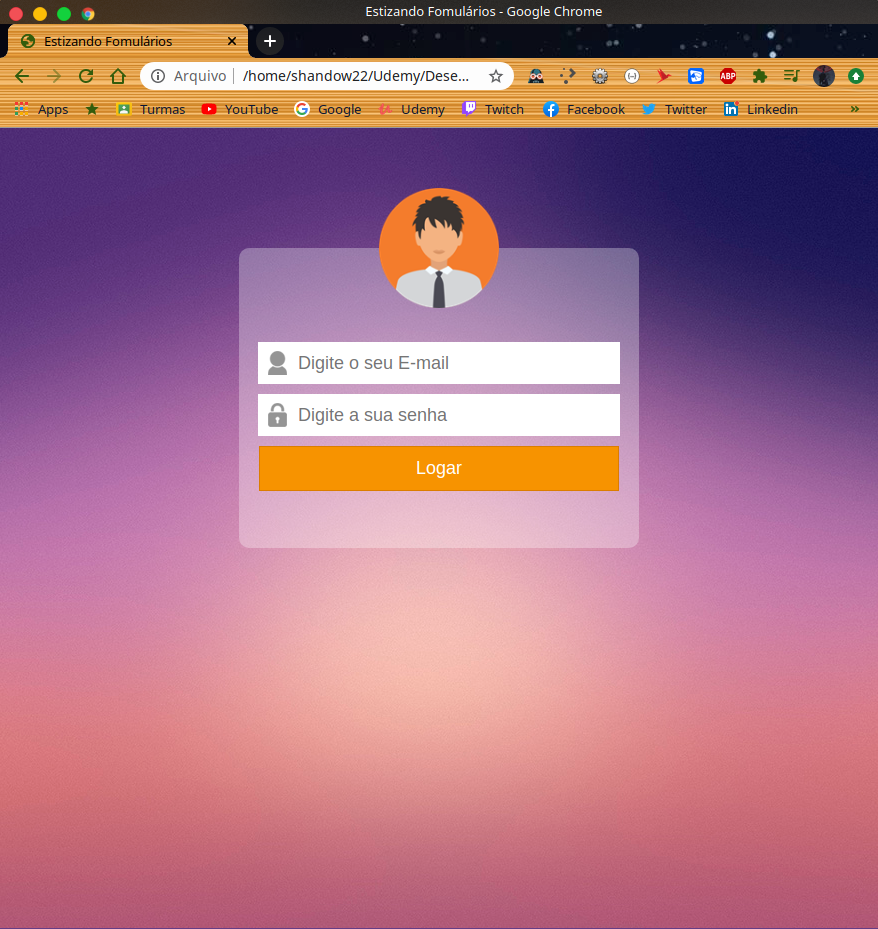 Estizando Fomulários - Google Chrome
Estizando Fomulários
Arquivo /home/shandow22/Udemy/Dese...
ABP
Apps Turmas YouTube Google Udemy Twitch Facebook Twitter Linkedin »
Digite o seu E-mail
Digite a sua senha
Logar